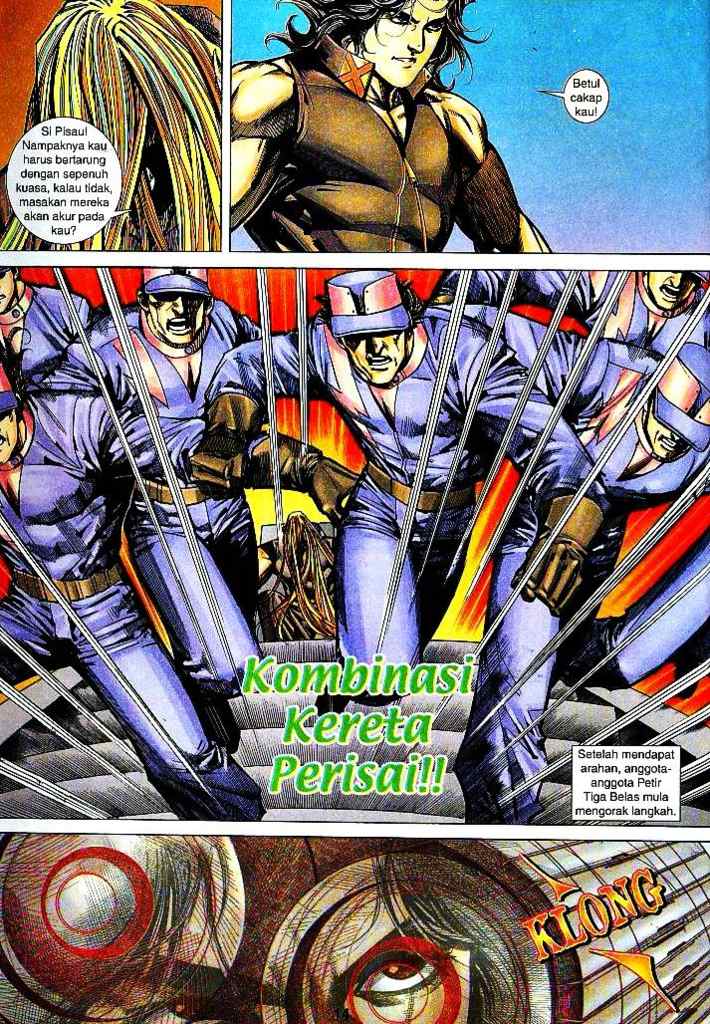 Si Pisau!
Nampaknya kau
harus bertarung
dengan sepenuh
kuasa, kalau tidak,
masakan mereka
akan akur pada
kau?
Betul
cakap
kau!
Kombinasi
Kereta
Perisai!!
Setelah mendapat
arahan, anggota-
anggota Petir
Tiga Belas mula
mengorak langkah.
KLONG